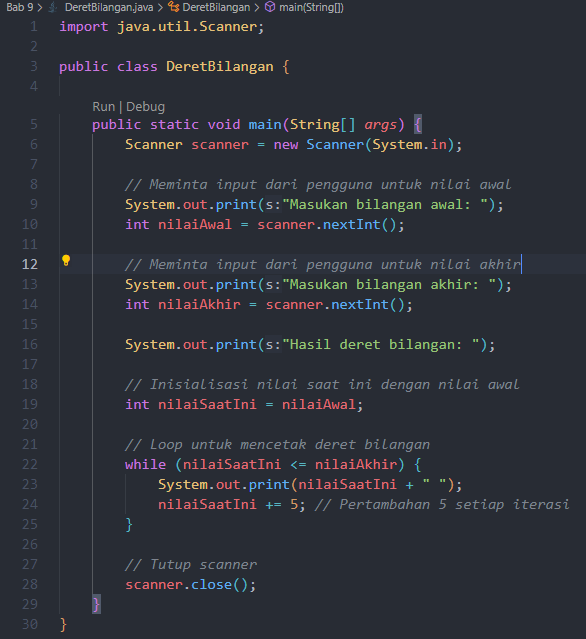 Bab 9 > DeretBilangan.java > DeretBilangan > main(String[])
1 import java.util.Scanner;
2
3 public class DeretBilangan {
4
Run | Debug
5 public static void main(String[] args) {
6 Scanner scanner = new Scanner(System.in);
7
8 // Meminta input dari pengguna untuk nilai awal
9 System.out.print(s:"Masukan bilangan awal: ");
10 int nilaiAwal = scanner.nextInt();
11
12 // Meminta input dari pengguna untuk nilai akhir
13 System.out.print(s:"Masukan bilangan akhir: ");
14 int nilaiAkhir = scanner.nextInt();
15
16 System.out.print(s:"Hasil deret bilangan: ");
17
18 // Inisialisasi nilai saat ini dengan nilai awal
19 int nilaiSaatIni = nilaiAwal;
20
21 // Loop untuk mencetak deret bilangan
22 while (nilaiSaatIni <= nilaiAkhir) {
23 System.out.print(nilaiSaatIni + " ");
24 nilaiSaatIni += 5; // Pertambahan 5 setiap iterasi
25 }
26
27 // Tutup scanner
28 scanner.close();
29 }
30 }